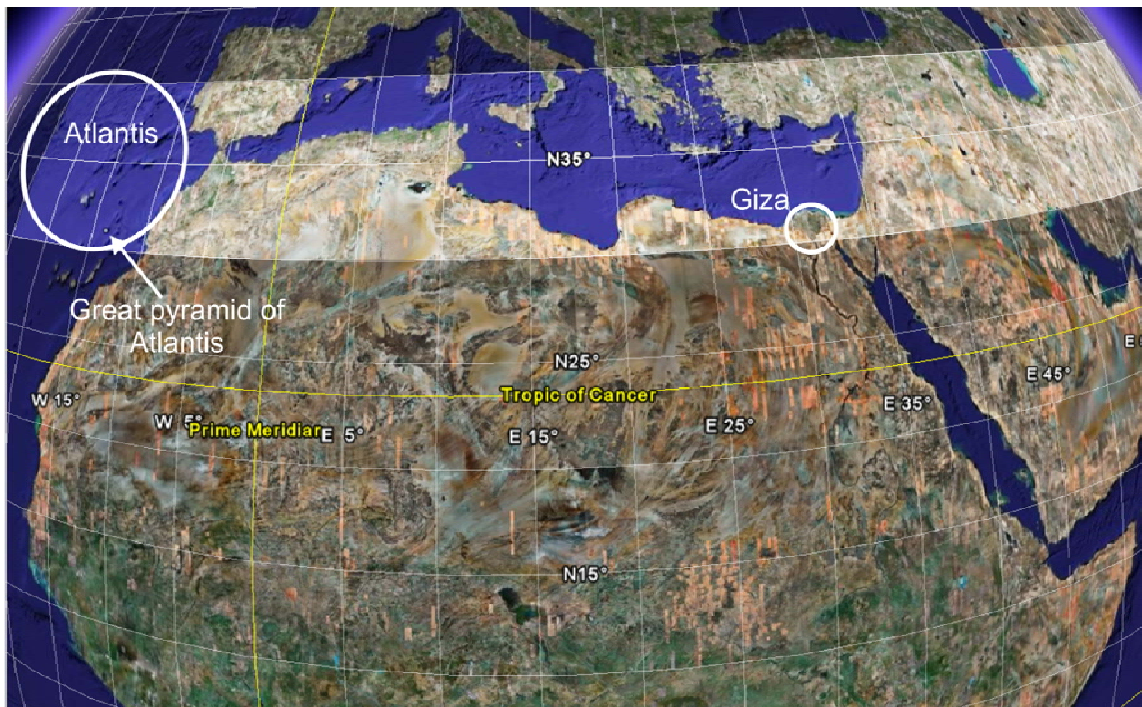 Atlantis
N35°
Giza
Great pyramid of
Atlantis
N25°
Tropic of Cancer
E 45°
W 15°
E 35°
W 5°
Prime Meridian
E 5°
E 15°
E 25°
N15°